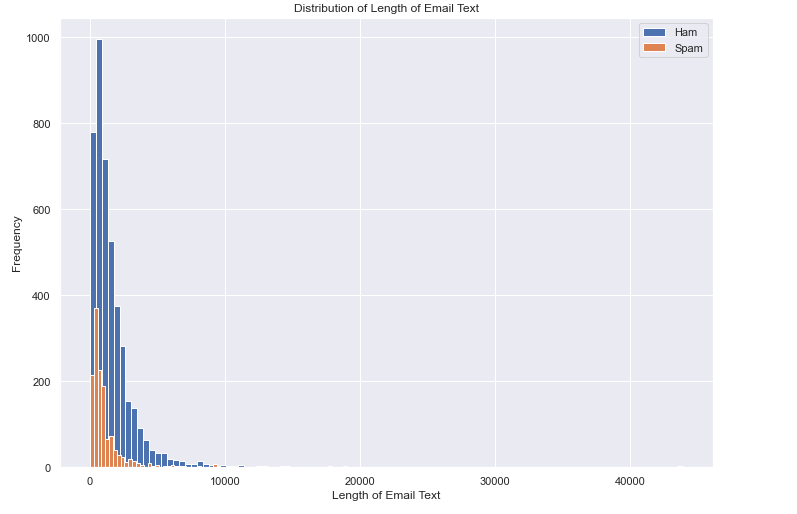 Distribution of Length of Email Text
Ham
Spam
1000
800
600
400
200
0
Frequency
0 10000 20000 30000 40000
Length of Email Text